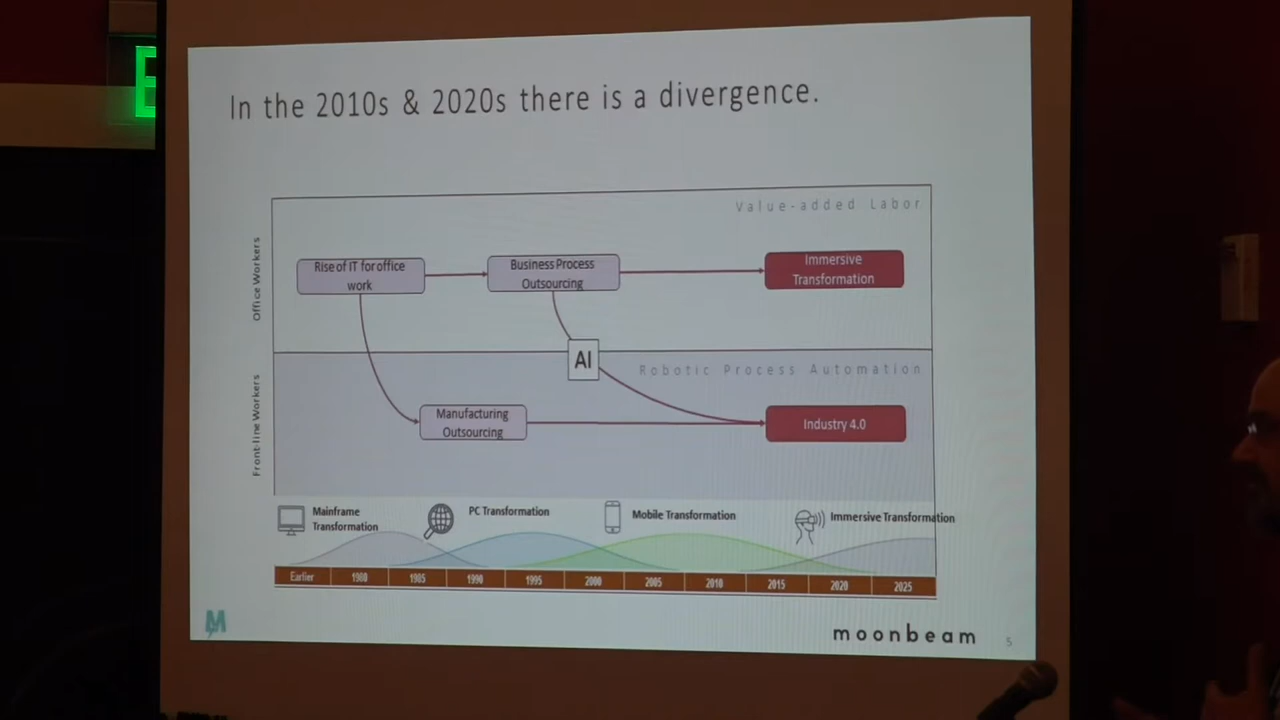 E
In the 2010s & 2020s there is a divergence.
Value-added Labor
Office Workers
Rise of IT for office
work
Business Process
Outsourcing
Immersive
Transformation
AI
Robotic Process Automation
Front-line Workers
Manufacturing
Outsourcing
Industry 4.0
Mainframe
Transformation
PC Transformation
Mobile Transformation
Immersive Transformation
Earlier 1980 1985 1990 1995 2000 2005 2010 2015 2020 2025
M
moonbeam
5